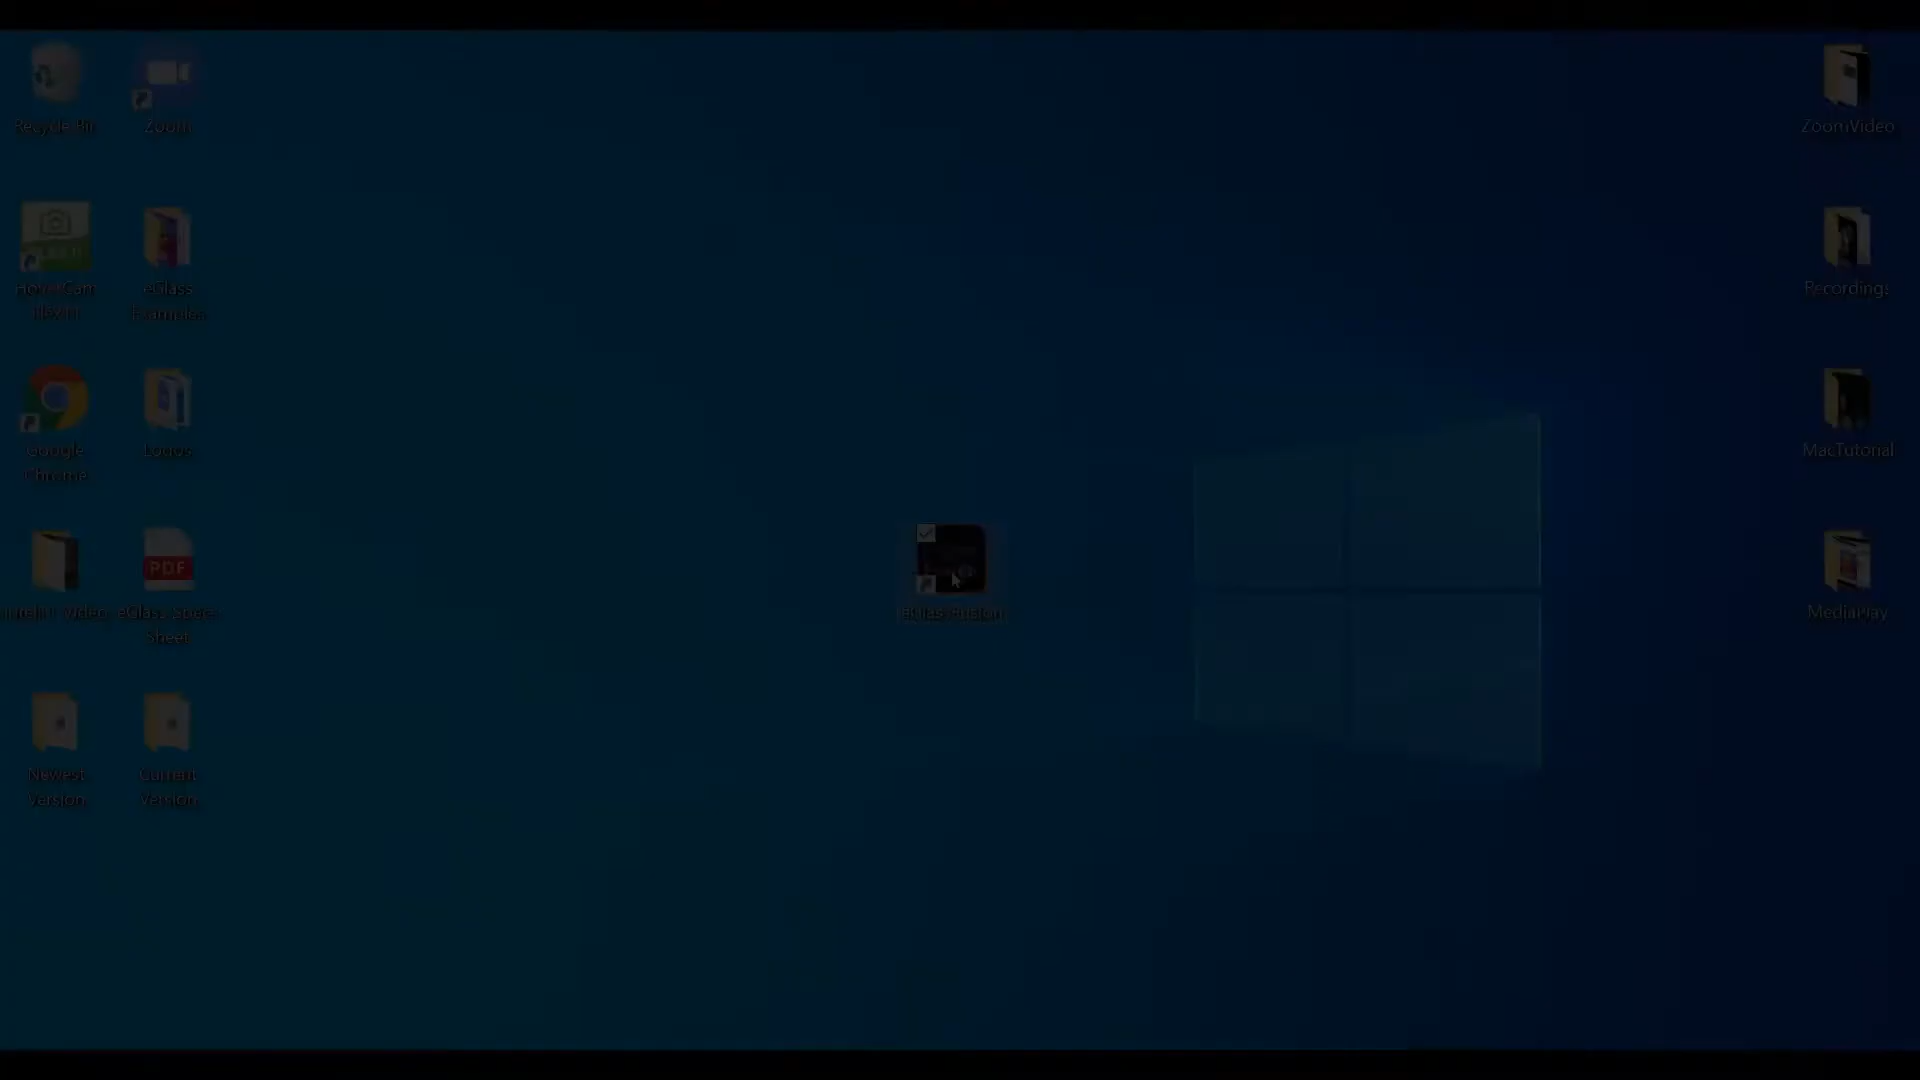 Recycle Bin
Zoom
ZoomVideo
HoverCam
Flex11
eGlass
Examples
Recordings
Google
Chrome
Logos
MacTutorial
PDF
Video
eGlass Spec
Sheet
Fusion
MediaPlay
Newest
Version
Current
Version